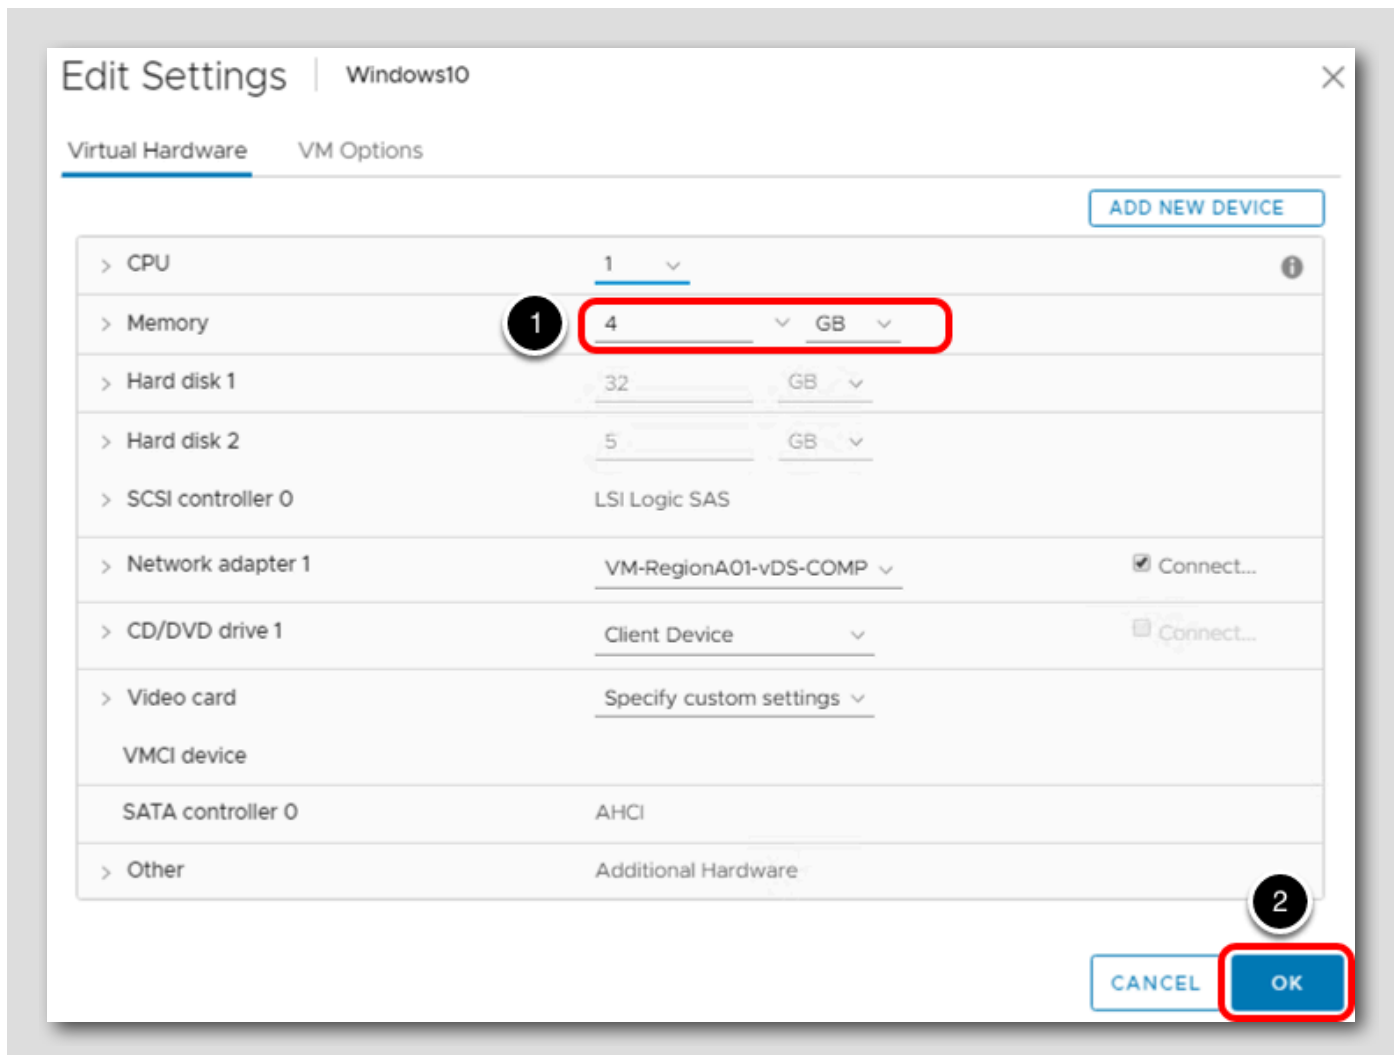 Edit Settings | Windows10
Virtual Hardware VM Options
ADD NEW DEVICE
CPU 1
1 Memory 4 GB
Hard disk 1 32 GB
Hard disk 2 5 GB
SCSI controller 0 LSI Logic SAS
Network adapter 1 VM-RegionA01-vDS-COMP Connect...
CD/DVD drive 1 Client Device Connect...
Video card Specify custom settings
VMCI device
SATA controller 0 AHCI
Other Additional Hardware
2
CANCEL OK